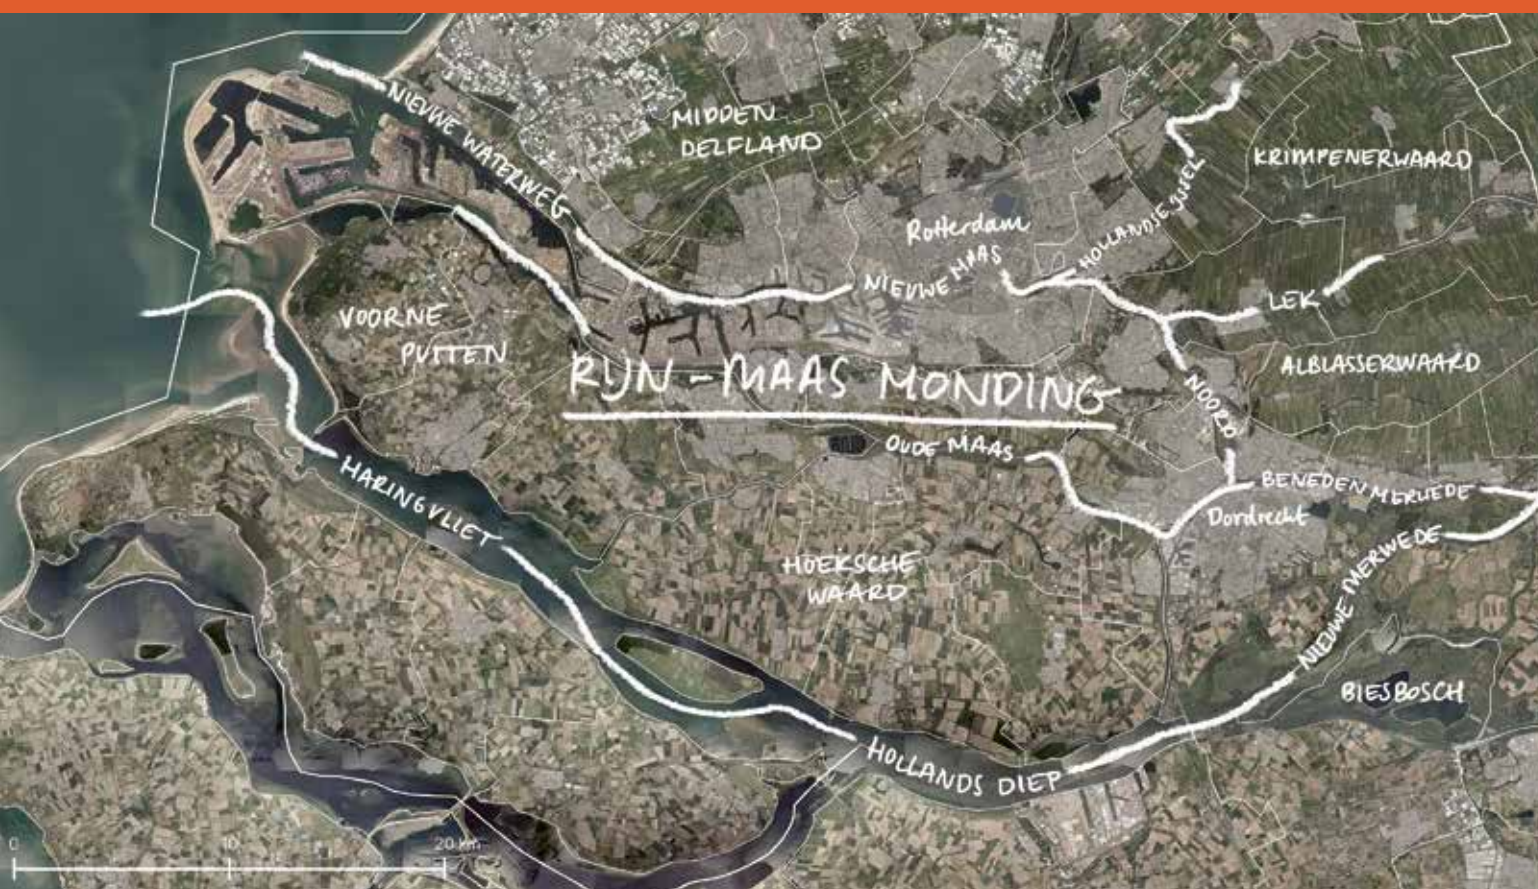 NIEUWE WATERWEG
MIDDEN
DELFLAND
KRIMPENERWAARD
HOLLANDSE IJSSEL
Rotterdam
NIEUWE MAAS
LEK
VOORNE
PUTTEN
ALBLASSERWAARD
RIJN-MAAS MONDING
NOORD
OUDE MAAS
HARINGVLIET
BENEDEN MERWEDE
Dordrecht
HOEKSCHE
WAARD
NIEUWE MERWEDE
BIESBOSCH
HOLLANDS DIEP
0 10 20 km